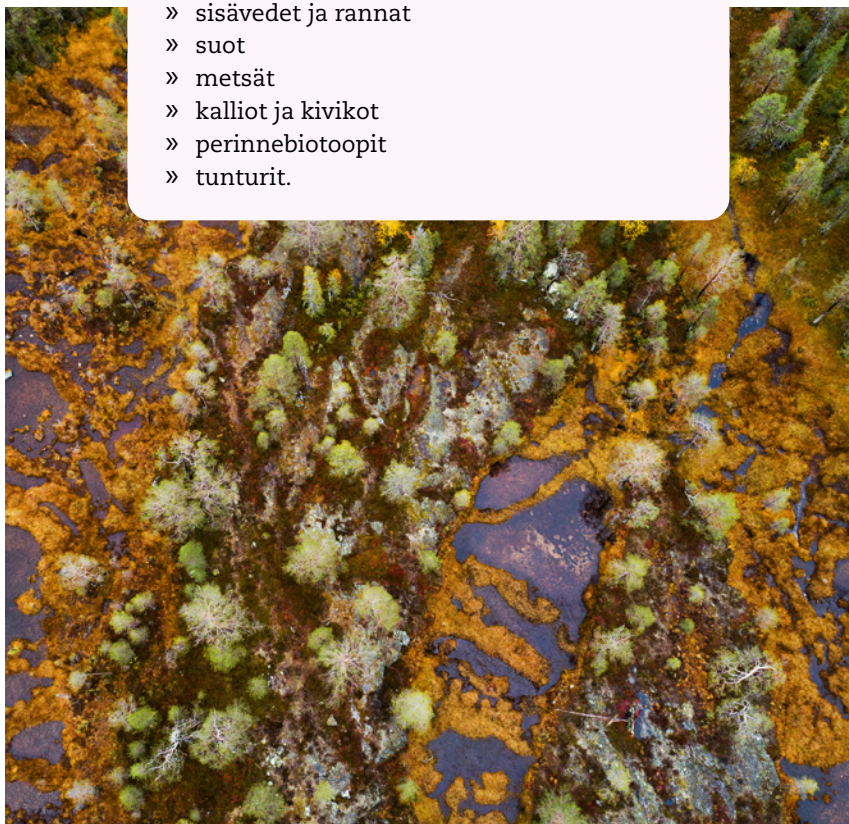 » sisävedet ja rannat
» suot
» metsät
» kalliot ja kivikot
» perinnebiotoopit
» tunturit.